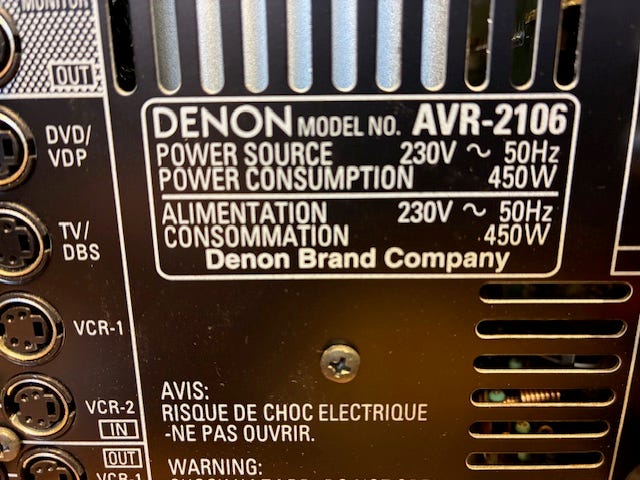 MONITOR
OUT
DVD/
VDP
TV/
DBS
VCR-1
VCR-2
IN
OUT
VCR-1
DENON MODEL NO. AVR-2106
POWER SOURCE 230V ~ 50Hz
POWER CONSUMPTION 450W
ALIMENTATION 230V ~ 50Hz
CONSOMMATION 450W
Denon Brand Company
AVIS:
RISQUE DE CHOC ELECTRIQUE
-NE PAS OUVRIR.
WARNING: